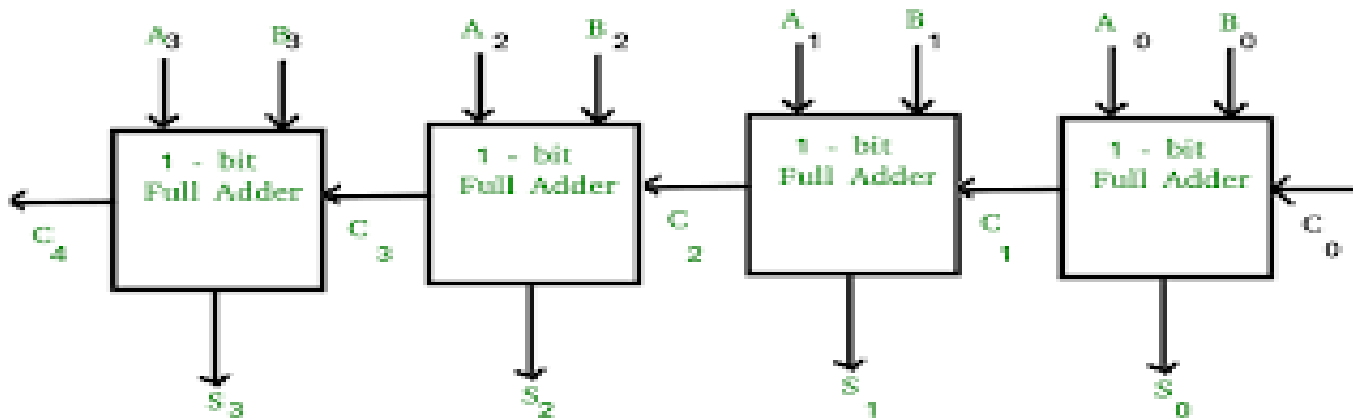 A3 B3 A2 B2 A1 B1 A0 B0
1 - bit 1 - bit 1 - bit 1 - bit
Full Adder Full Adder Full Adder Full Adder
C4 C3 C2 C1 C0
S3 S2 S1 S0